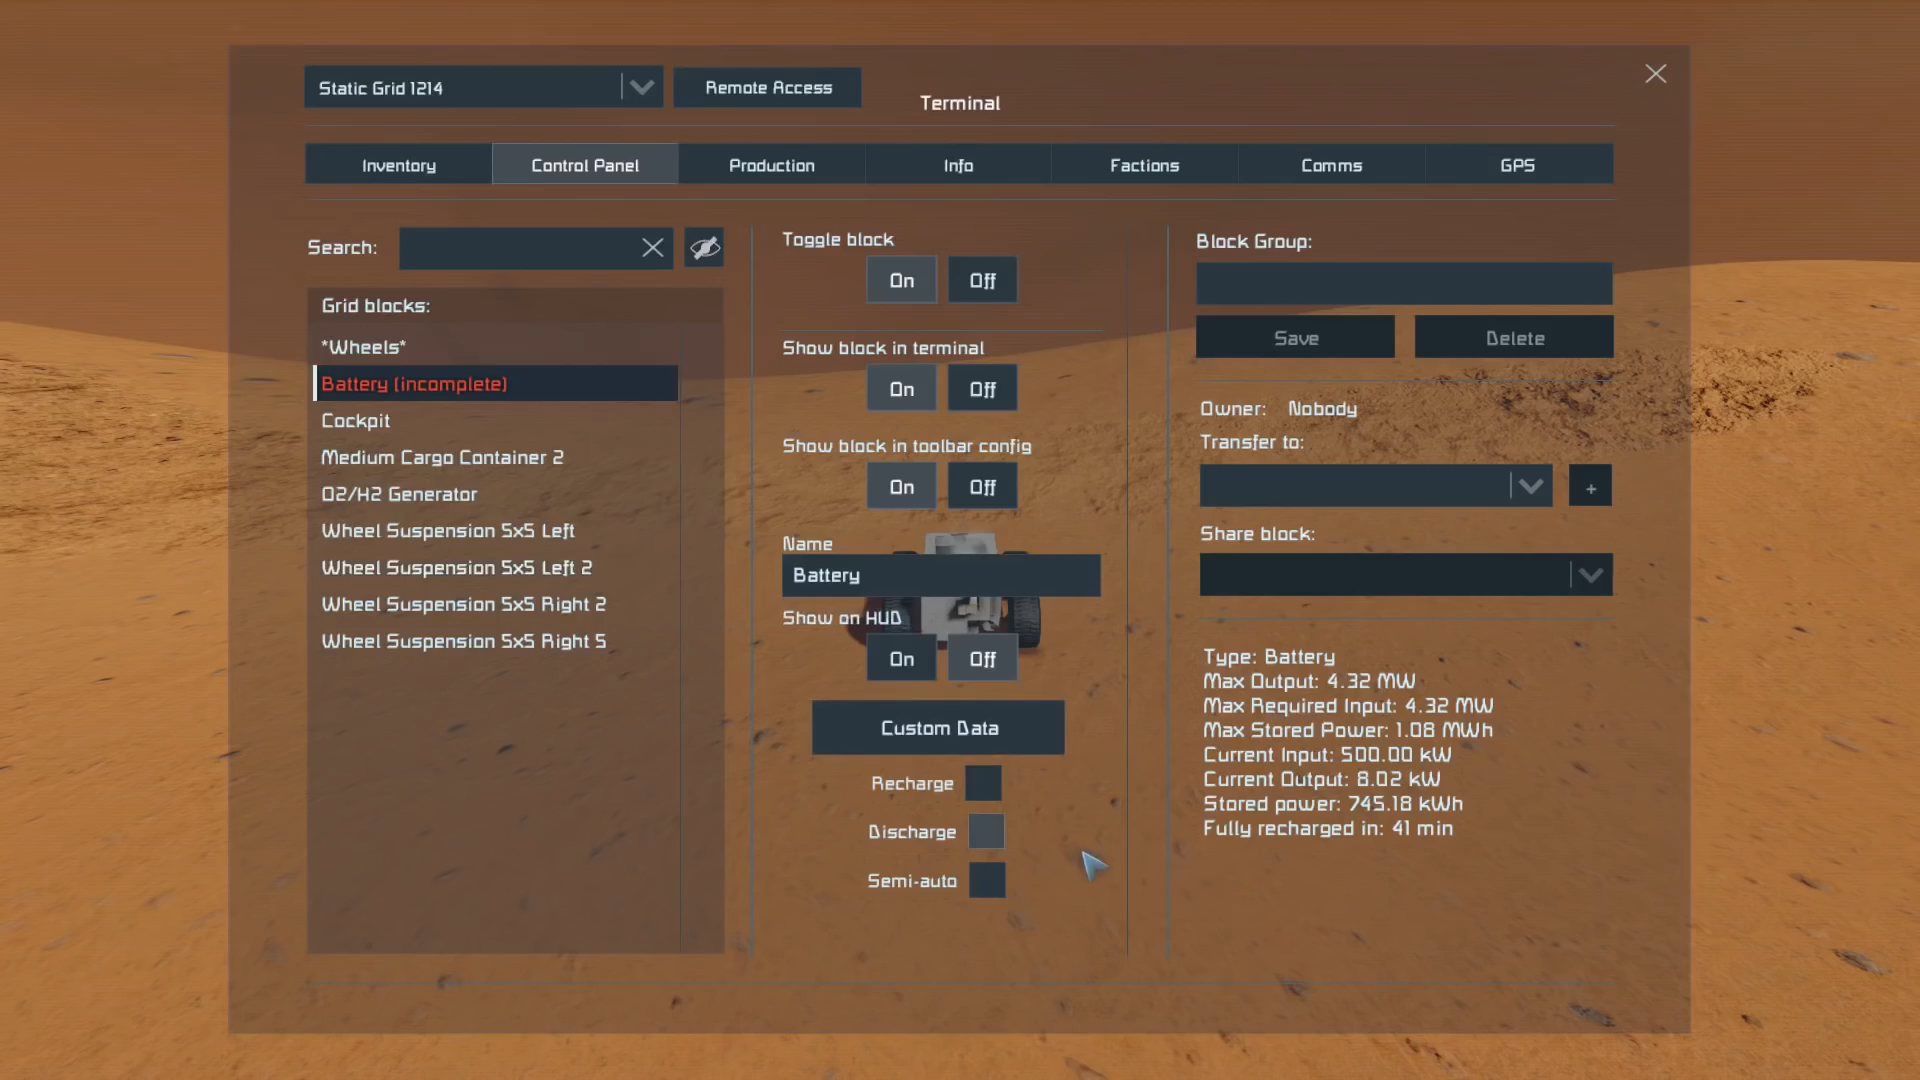 Static Grid 1214
Remote Access
Terminal
Inventory
Control Panel
Production
Info
Factions
Comms
GPS
Search:
Grid blocks:
*Wheels*
Battery (incomplete)
Cockpit
Medium Cargo Container 2
O2/H2 Generator
Wheel Suspension 5x5 Left
Wheel Suspension 5x5 Left 2
Wheel Suspension 5x5 Right 2
Wheel Suspension 5x5 Right 5
Toggle block
On
Off
Show block in terminal
On
Off
Show block in toolbar config
On
Off
Name
Battery
Show on HUD
On
Off
Custom Data
Recharge
Discharge
Semi-auto
Block Group:
Save
Delete
Owner: Nobody
Transfer to:
+
Share block:
Type: Battery
Max Output: 4.32 MW
Max Required Input: 4.32 MW
Max Stored Power: 1.08 MWh
Current Input: 500.00 kW
Current Output: 8.02 kW
Stored power: 745.18 kWh
Fully recharged in: 41 min